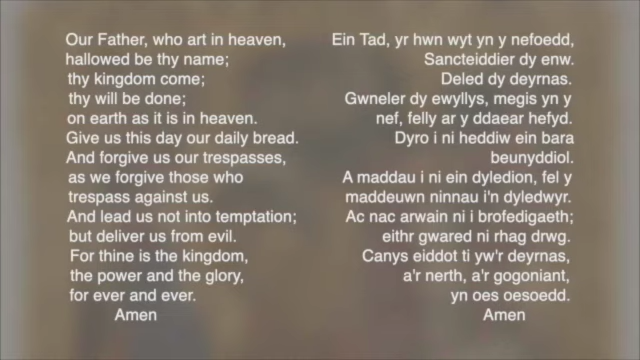 Our Father, who art in heaven,
hallowed be thy name;
thy kingdom come;
thy will be done;
on earth as it is in heaven.
Give us this day our daily bread.
And forgive us our trespasses,
as we forgive those who
trespass against us.
And lead us not into temptation;
but deliver us from evil.
For thine is the kingdom,
the power and the glory,
for ever and ever.
Amen
Ein Tad, yr hwn wyt yn y nefoedd,
Sancteiddier dy enw.
Deled dy deyrnas.
Gwneler dy ewyllys, megis yn y
nef, felly ar y ddaear hefyd.
Dyro i ni heddiw ein bara
beunyddiol.
A maddau i ni ein dyledion, fel y
maddeuwn ninnau i'n dyledwyr.
Ac nac arwain ni i brofedigaeth;
eithr gwared ni rhag drwg.
Canys eiddot ti yw'r deyrnas,
a'r nerth, a'r gogoniant,
yn oes oesoedd.
Amen